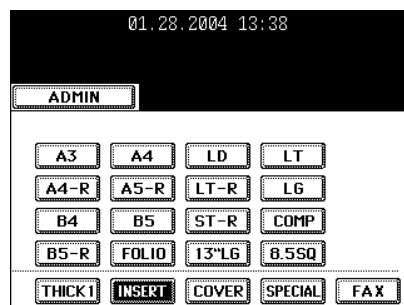 01.28.2004 13:38
ADMIN
A3 A4 LD LT
A4-R A5-R LT-R LG
B4 B5 ST-R COMP
B5-R FOLIO 13"LG 8.5SQ
THICK1 INSERT COVER SPECIAL FAX